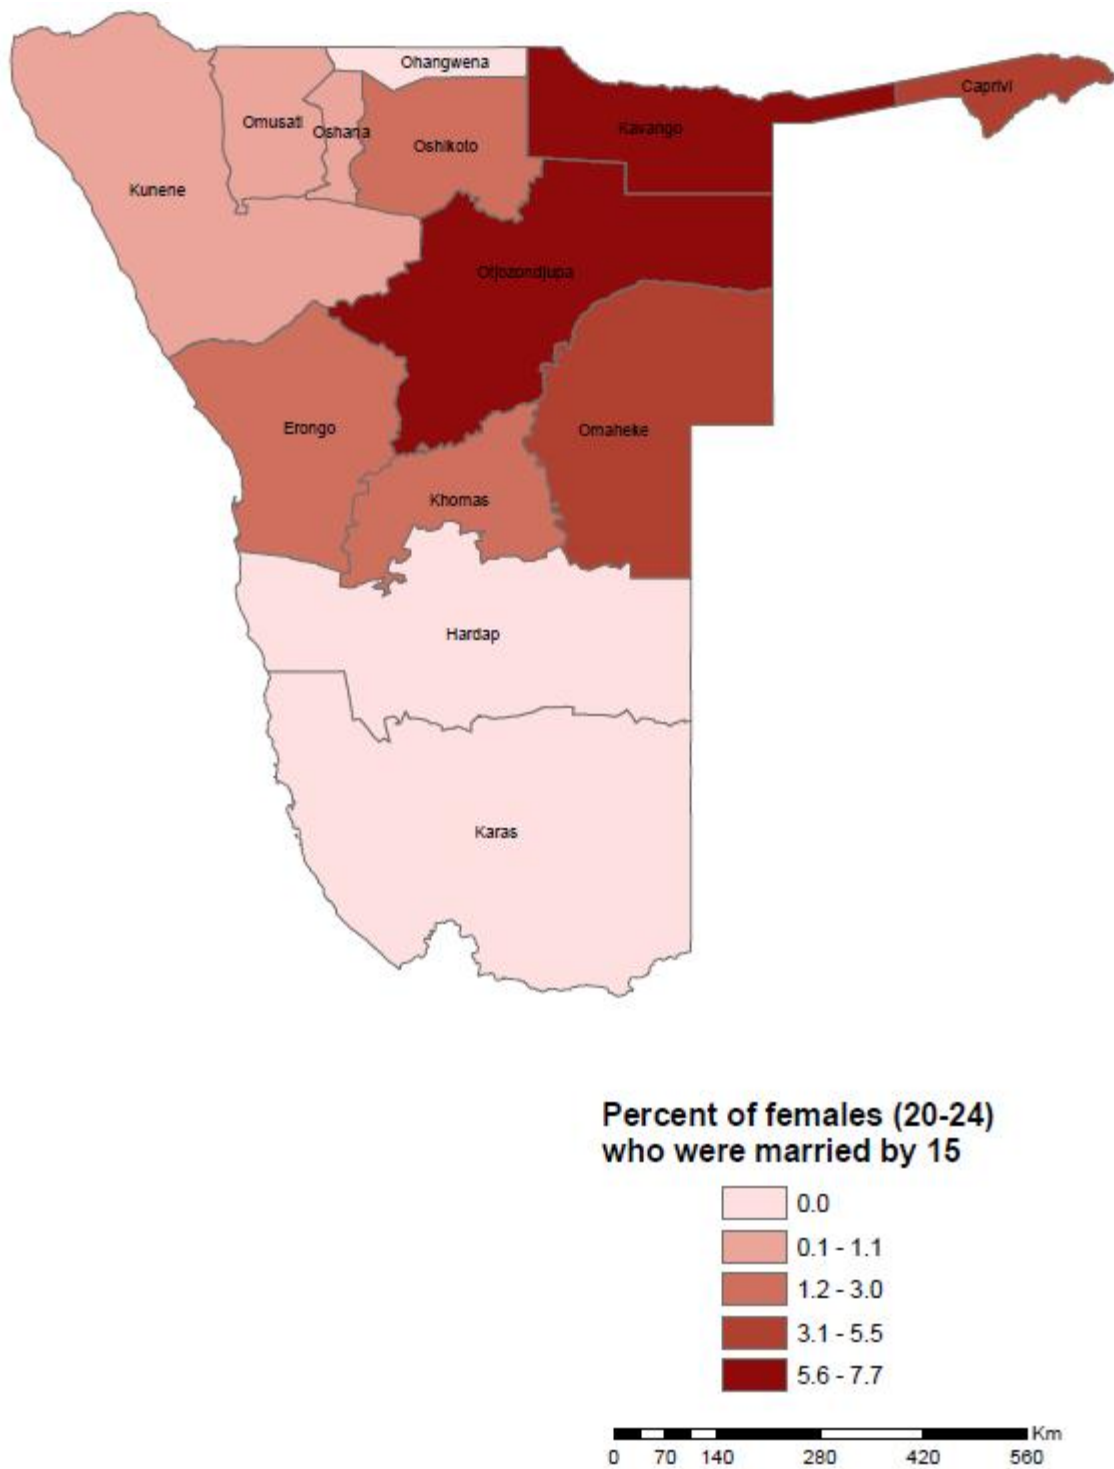 Ohangwena
Caprivi
Omusati
Oshana
Oshikoto
Kavango
Kunene
Otjozondjupa
Erongo
Omaheke
Khomas
Hardap
Karas
Percent of females (20-24)
who were married by 15
0.0
0.1 - 1.1
1.2 - 3.0
3.1 - 5.5
5.6 - 7.7
Km
0 70 140 280 420 560